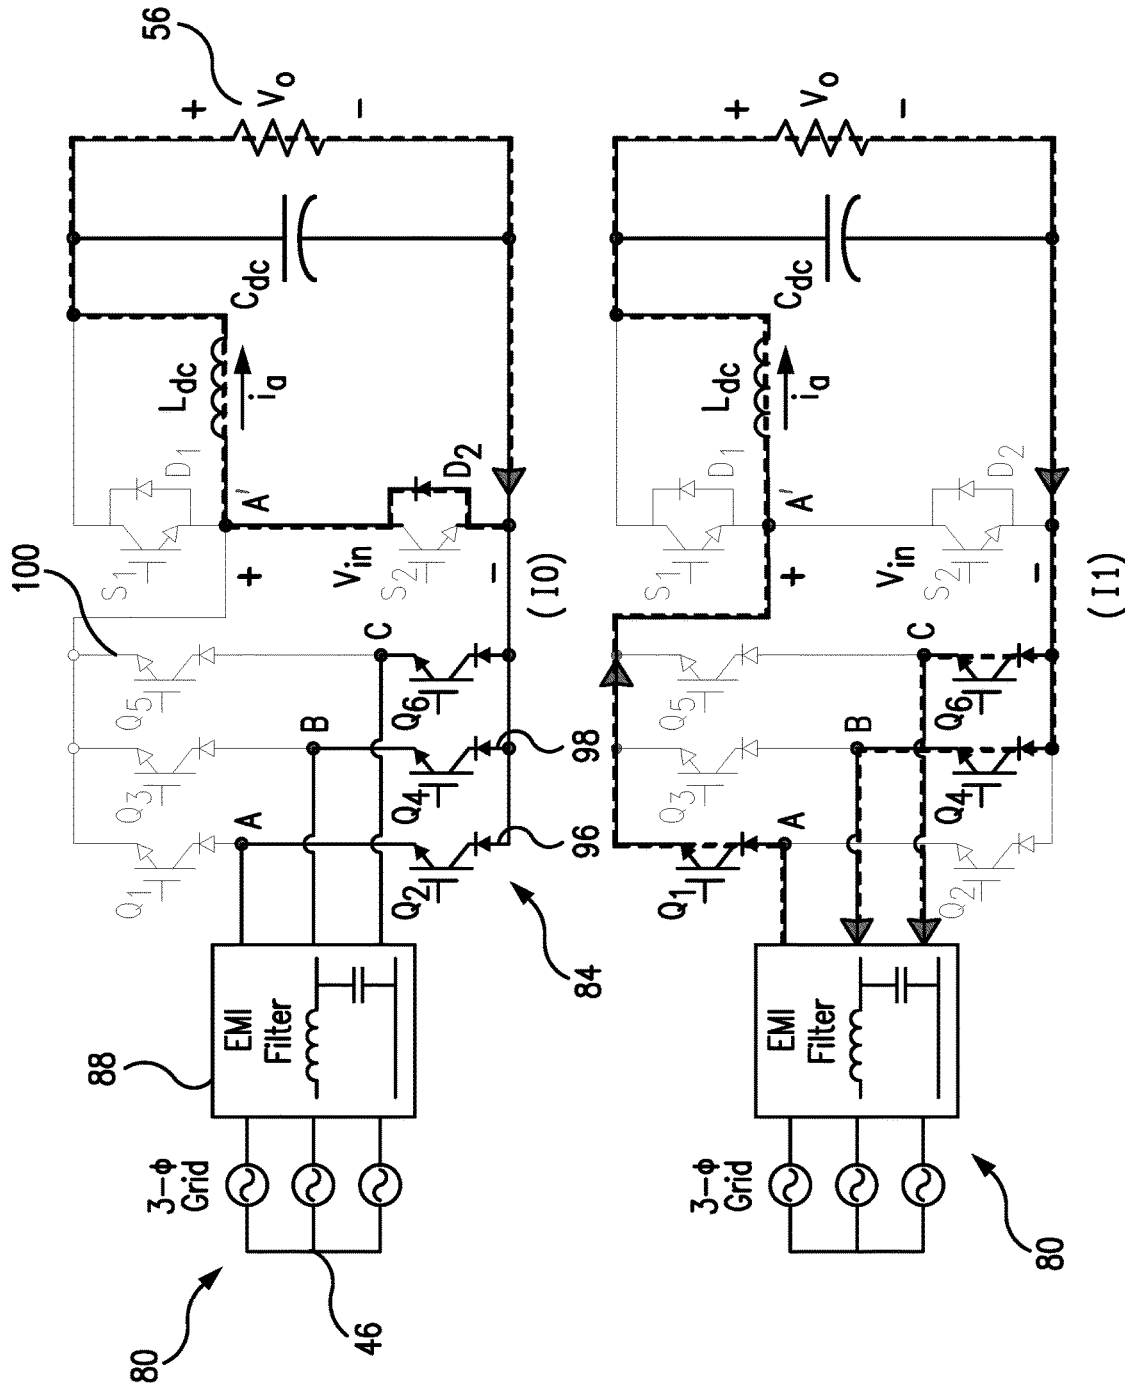 80
46
3-ϕ
Grid
88
EMI
Filter
84
Q1
Q3
Q5
100
A
B
C
Q2
Q4
Q6
96
98
S1
D1
A'
+
Vin
−
S2
D2
Ldc
ia
Cdc
+
Vo
−
56
(I0)
80
3-ϕ
Grid
EMI
Filter
Q1
Q3
Q5
A
B
C
Q2
Q4
Q6
S1
D1
A'
+
Vin
−
S2
D2
Ldc
ia
Cdc
+
Vo
−
(I1)